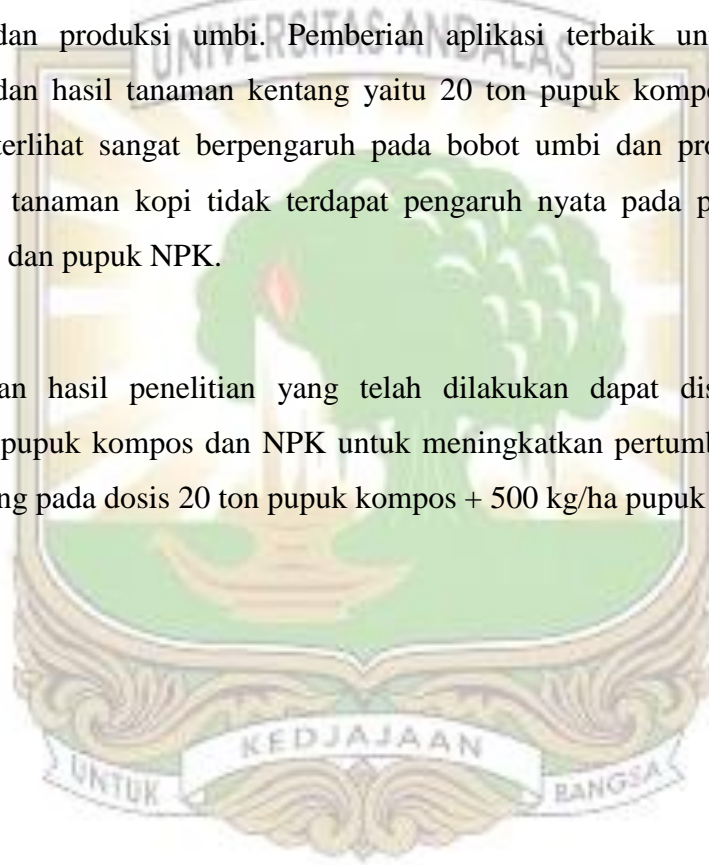 UNIVERSITAS ANDALAS
dan produksi umbi. Pemberian aplikasi terbaik un
dan hasil tanaman kentang yaitu 20 ton pupuk kompo
terlihat sangat berpengaruh pada bobot umbi dan pro
tanaman kopi tidak terdapat pengaruh nyata pada p
dan pupuk NPK.
an hasil penelitian yang telah dilakukan dapat dis
pupuk kompos dan NPK untuk meningkatkan pertumb
ng pada dosis 20 ton pupuk kompos + 500 kg/ha pupuk
UNTUK KEDJAJAAN BANGSA